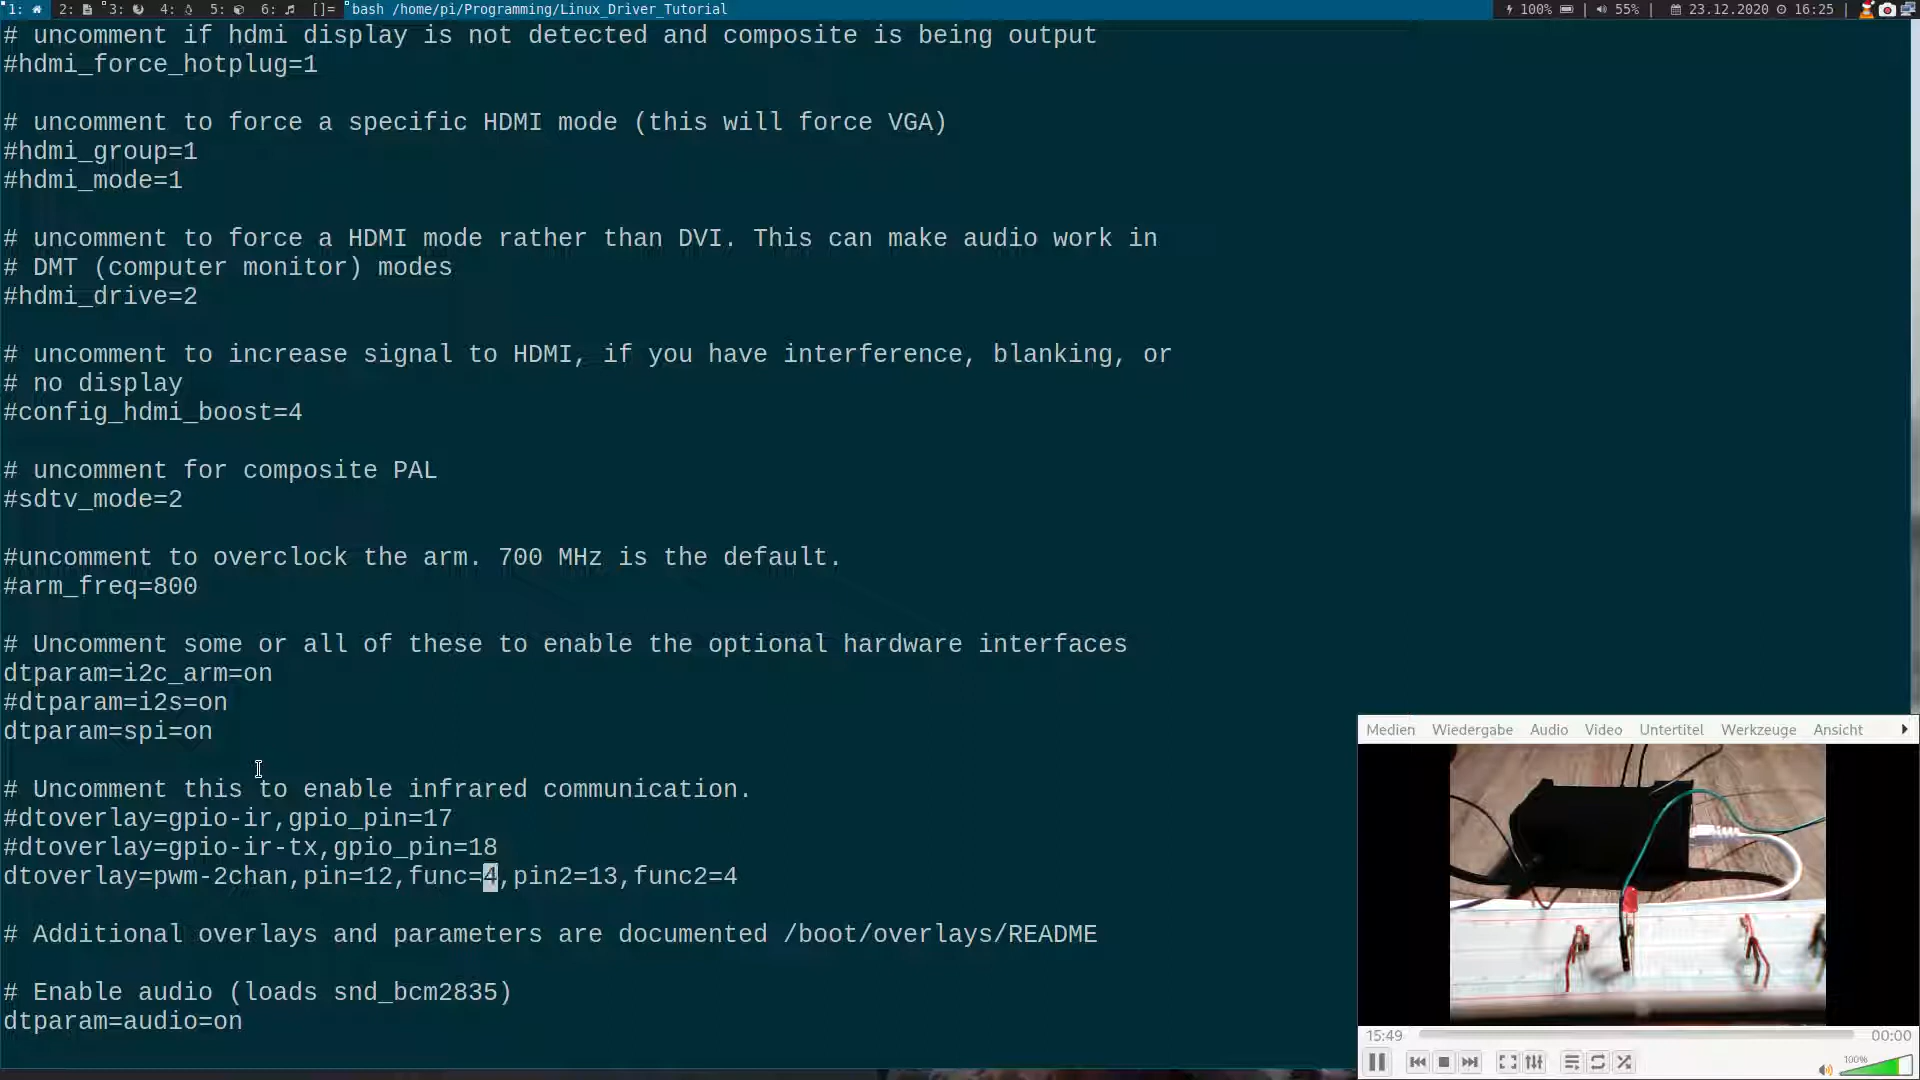 1: 2: 3: 4: 5: 6: []= bash /home/pi/Programming/Linux_Driver_Tutorial 100% | 55% | 23.12.2020 16:25 |
# uncomment if hdmi display is not detected and composite is being output
#hdmi_force_hotplug=1
# uncomment to force a specific HDMI mode (this will force VGA)
#hdmi_group=1
#hdmi_mode=1
# uncomment to force a HDMI mode rather than DVI. This can make audio work in
# DMT (computer monitor) modes
#hdmi_drive=2
# uncomment to increase signal to HDMI, if you have interference, blanking, or
# no display
#config_hdmi_boost=4
# uncomment for composite PAL
#sdtv_mode=2
#uncomment to overclock the arm. 700 MHz is the default.
#arm_freq=800
# Uncomment some or all of these to enable the optional hardware interfaces
dtparam=i2c_arm=on
#dtparam=i2s=on
dtparam=spi=on
# Uncomment this to enable infrared communication.
#dtoverlay=gpio-ir,gpio_pin=17
#dtoverlay=gpio-ir-tx,gpio_pin=18
dtoverlay=pwm-2chan,pin=12,func=4,pin2=13,func2=4
# Additional overlays and parameters are documented /boot/overlays/README
# Enable audio (loads snd_bcm2835)
dtparam=audio=on
Medien Wiedergabe Audio Video Untertitel Werkzeuge Ansicht
15:49 00:00
100%